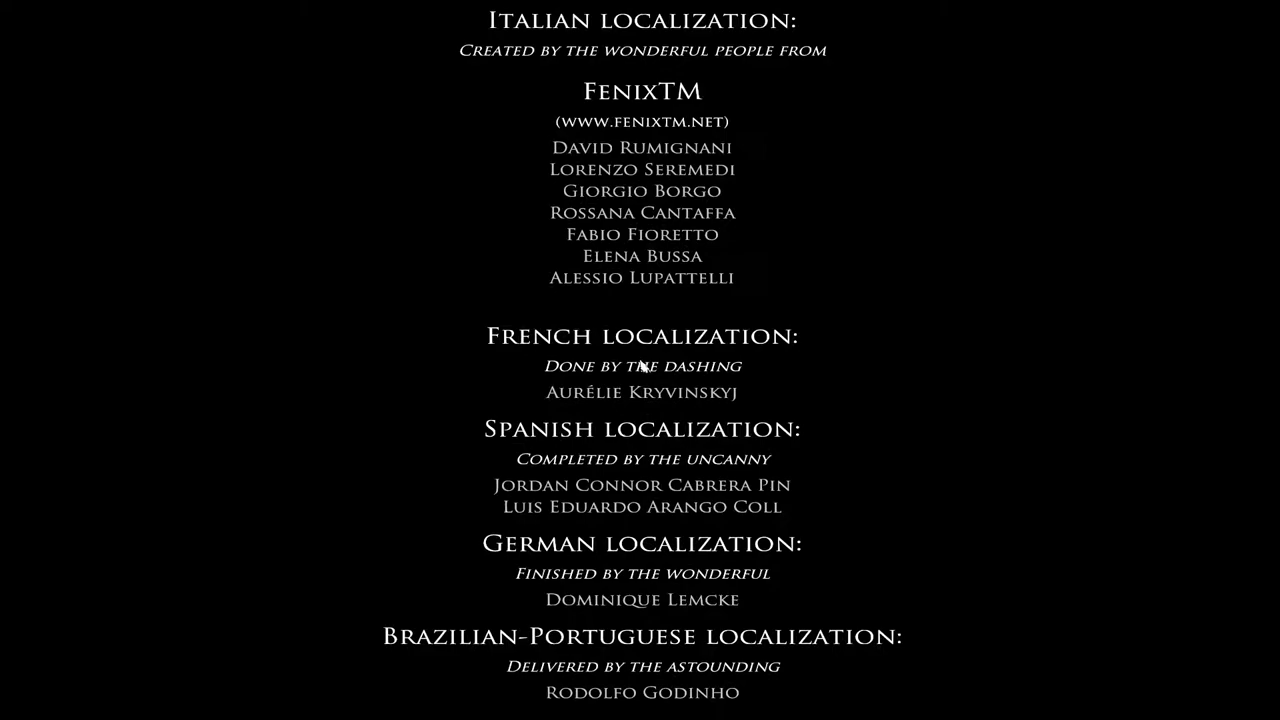 Italian localization:
Created by the wonderful people from
FenixTM
(www.fenixtm.net)
David Rumignani
Lorenzo Seremedi
Giorgio Borgo
Rossana Cantaffa
Fabio Fioretto
Elena Bussa
Alessio Lupattelli
French localization:
Done by the dashing
Aurélie Kryvinskyj
Spanish localization:
Completed by the uncanny
Jordan Connor Cabrera Pin
Luis Eduardo Arango Coll
German localization:
Finished by the wonderful
Dominique Lemcke
Brazilian-Portuguese localization:
Delivered by the astounding
Rodolfo Godinho